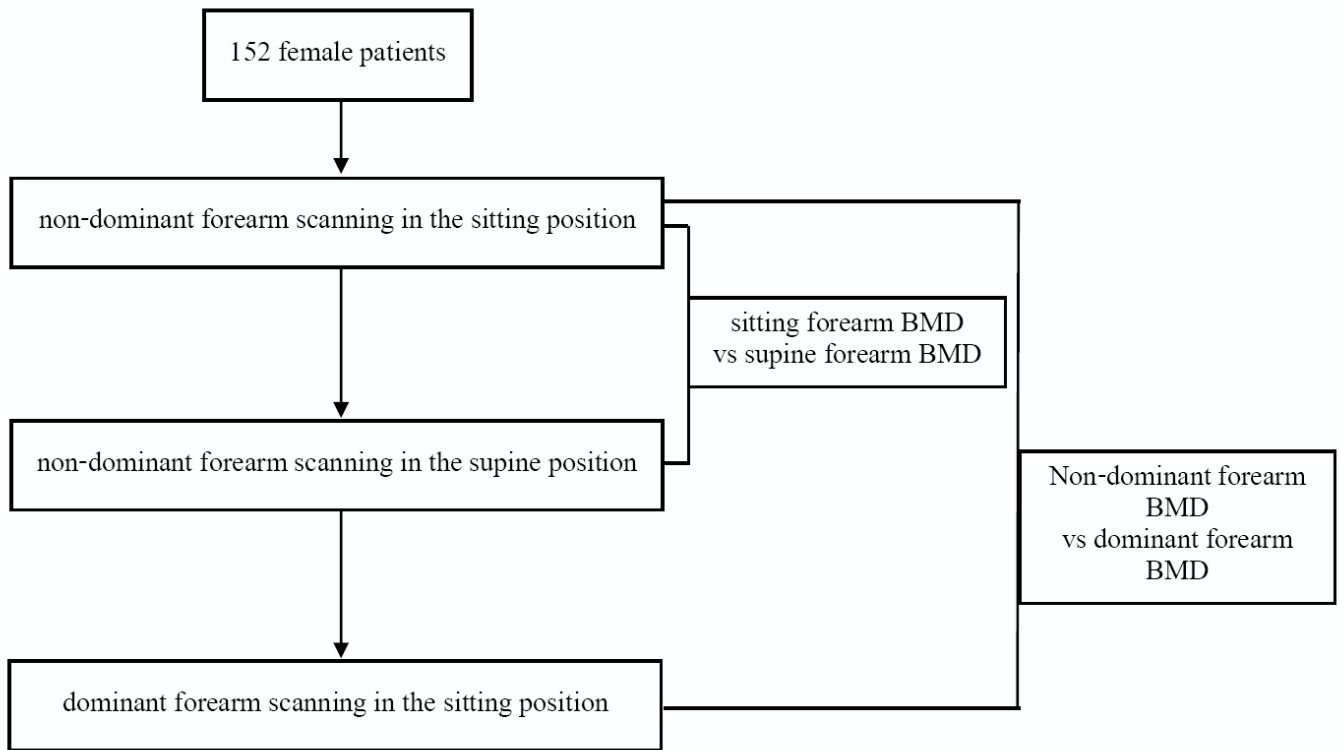 152 female patients
non-dominant forearm scanning in the sitting position
sitting forearm BMD
vs supine forearm BMD
non-dominant forearm scanning in the supine position
Non-dominant forearm
BMD
vs dominant forearm
BMD
dominant forearm scanning in the sitting position